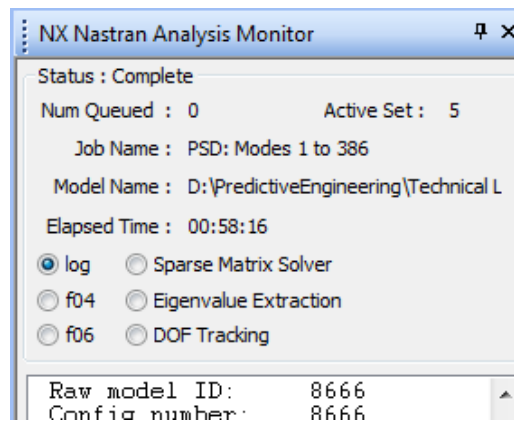 NX Nastran Analysis Monitor
Status : Complete
Num Queued : 0 Active Set : 5
Job Name : PSD: Modes 1 to 386
Model Name : D:\PredictiveEngineering\Technical L
Elapsed Time : 00:58:16
log Sparse Matrix Solver
f04 Eigenvalue Extraction
f06 DOF Tracking
Raw model ID: 8666
Config number: 8666